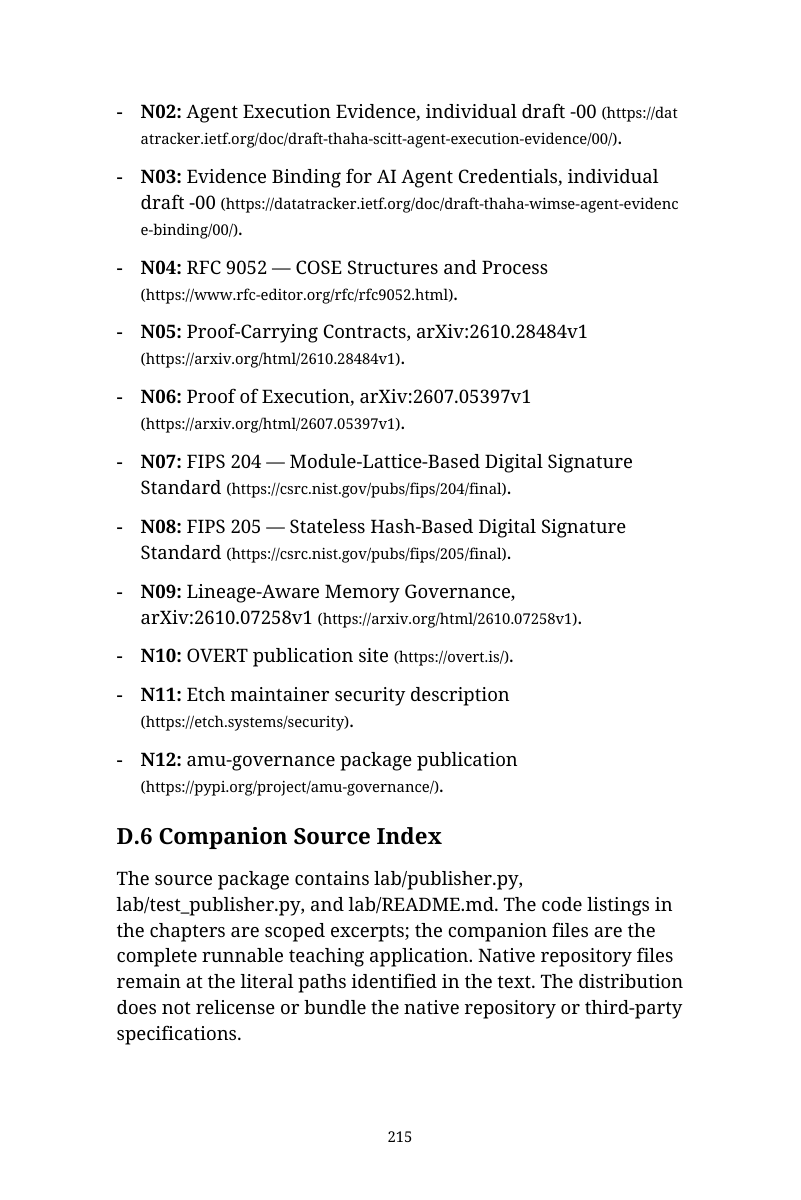 - N02: Agent Execution Evidence, individual draft -00 (https://dat
atracker.ietf.org/doc/draft-thaha-scitt-agent-execution-evidence/00/).
- N03: Evidence Binding for AI Agent Credentials, individual
draft -00 (https://datatracker.ietf.org/doc/draft-thaha-wimse-agent-evidenc
e-binding/00/).
- N04: RFC 9052 — COSE Structures and Process
(https://www.rfc-editor.org/rfc/rfc9052.html).
- N05: Proof-Carrying Contracts, arXiv:2610.28484v1
(https://arxiv.org/html/2610.28484v1).
- N06: Proof of Execution, arXiv:2607.05397v1
(https://arxiv.org/html/2607.05397v1).
- N07: FIPS 204 — Module-Lattice-Based Digital Signature
Standard (https://csrc.nist.gov/pubs/fips/204/final).
- N08: FIPS 205 — Stateless Hash-Based Digital Signature
Standard (https://csrc.nist.gov/pubs/fips/205/final).
- N09: Lineage-Aware Memory Governance,
arXiv:2610.07258v1 (https://arxiv.org/html/2610.07258v1).
- N10: OVERT publication site (https://overt.is/).
- N11: Etch maintainer security description
(https://etch.systems/security).
- N12: amu-governance package publication
(https://pypi.org/project/amu-governance/).
D.6 Companion Source Index
The source package contains lab/publisher.py,
lab/test_publisher.py, and lab/README.md. The code listings in
the chapters are scoped excerpts; the companion files are the
complete runnable teaching application. Native repository files
remain at the literal paths identified in the text. The distribution
does not relicense or bundle the native repository or third-party
specifications.
215